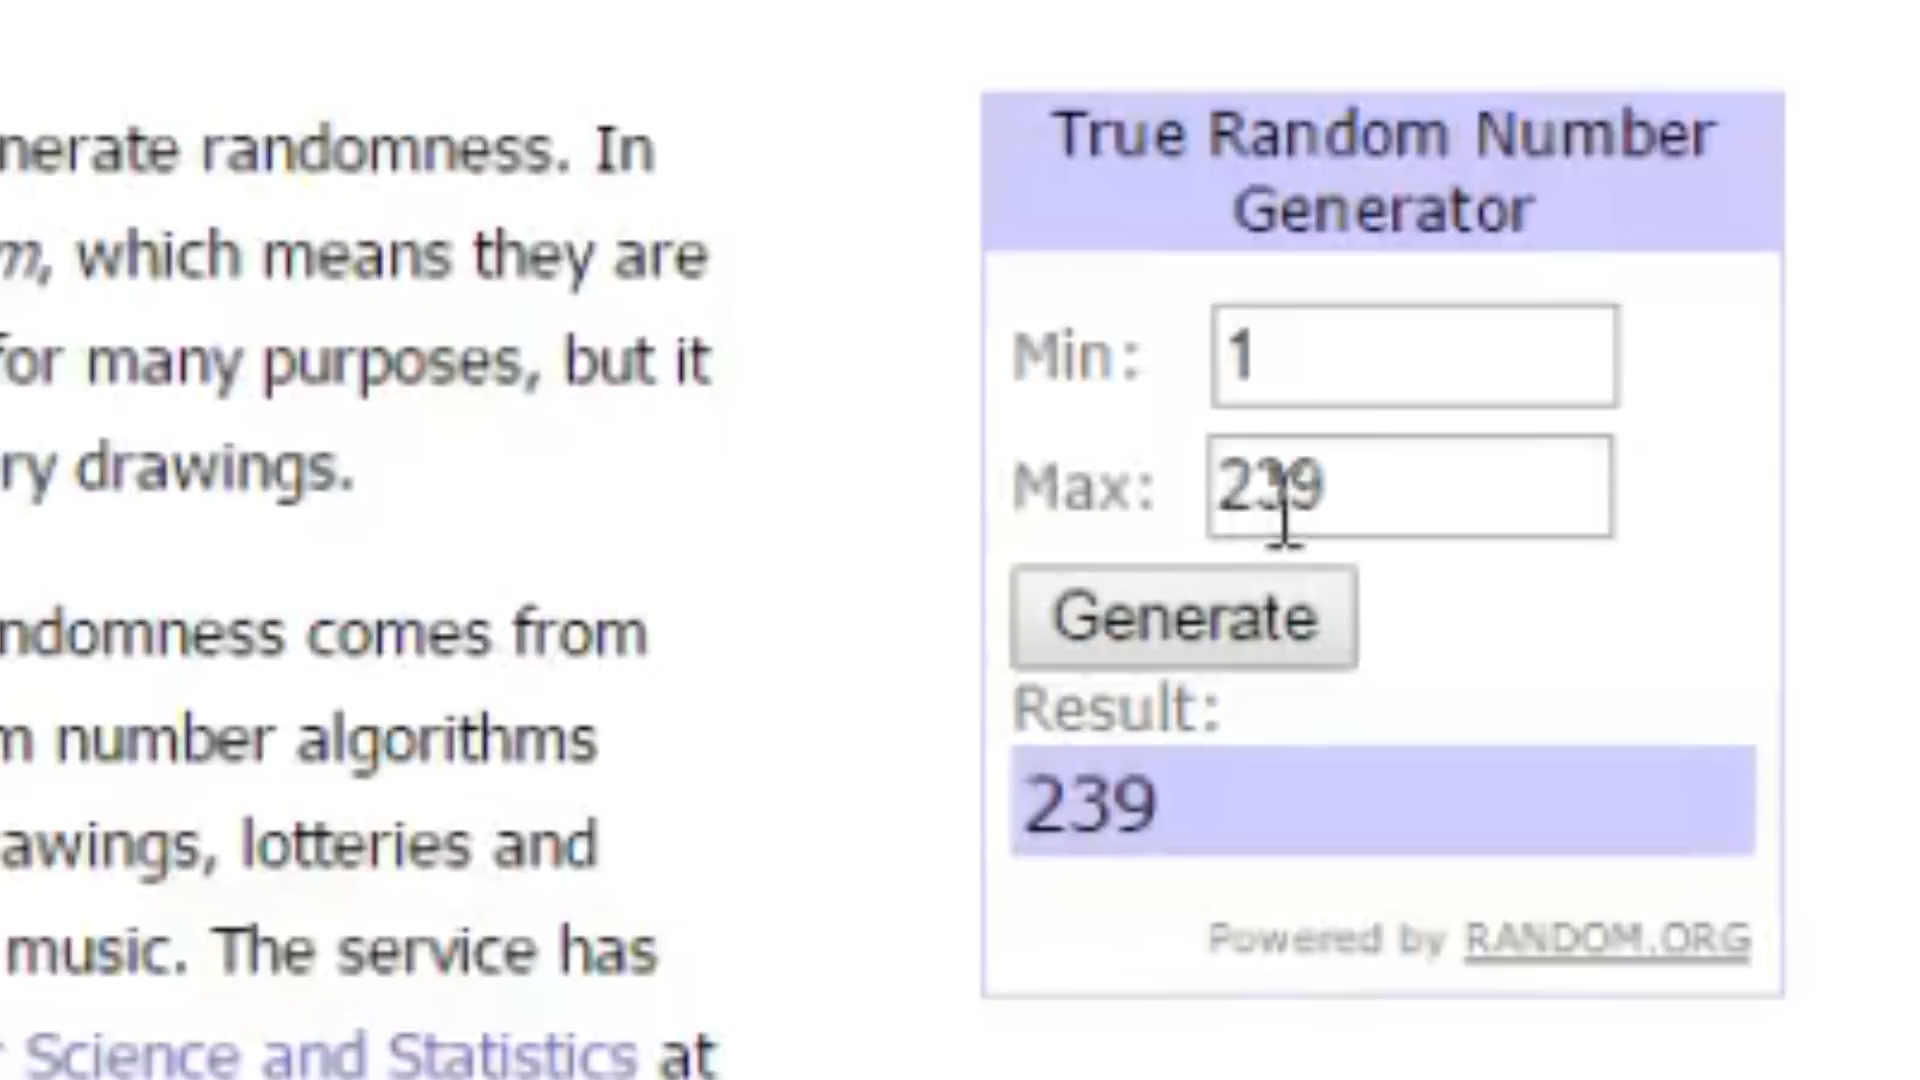 nerate randomness. In
m, which means they are
for many purposes, but it
ry drawings.
ndomness comes from
m number algorithms
awings, lotteries and
music. The service has
r Science and Statistics at
True Random Number
Generator
Min: 1
Max: 239
Generate
Result:
239
Powered by RANDOM.ORG